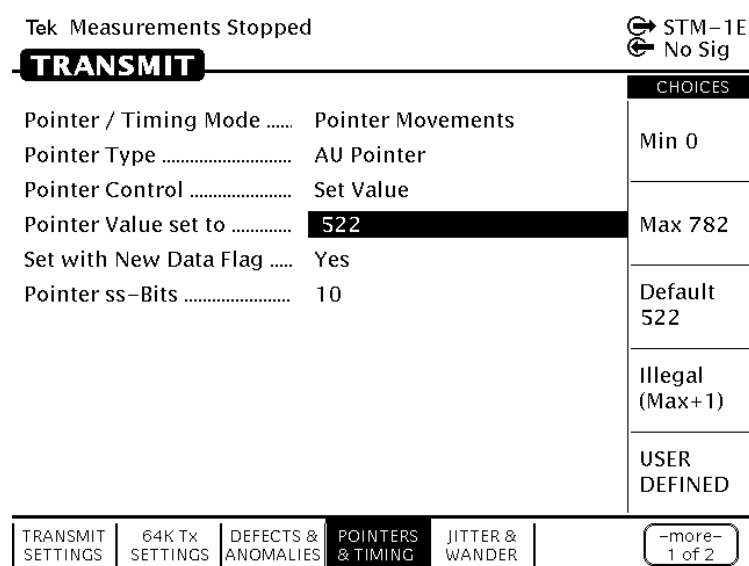 Tek Measurements Stopped
STM-1E
No Sig
TRANSMIT
CHOICES
Pointer / Timing Mode ...... Pointer Movements
Pointer Type .......................... AU Pointer
Pointer Control .................... Set Value
Pointer Value set to ............ 522
Set with New Data Flag ..... Yes
Pointer ss-Bits ...................... 10
Min 0
Max 782
Default
522
Illegal
(Max+1)
USER
DEFINED
TRANSMIT
SETTINGS
64K Tx
SETTINGS
DEFECTS &
ANOMALIES
POINTERS
& TIMING
JITTER &
WANDER
-more-
1 of 2